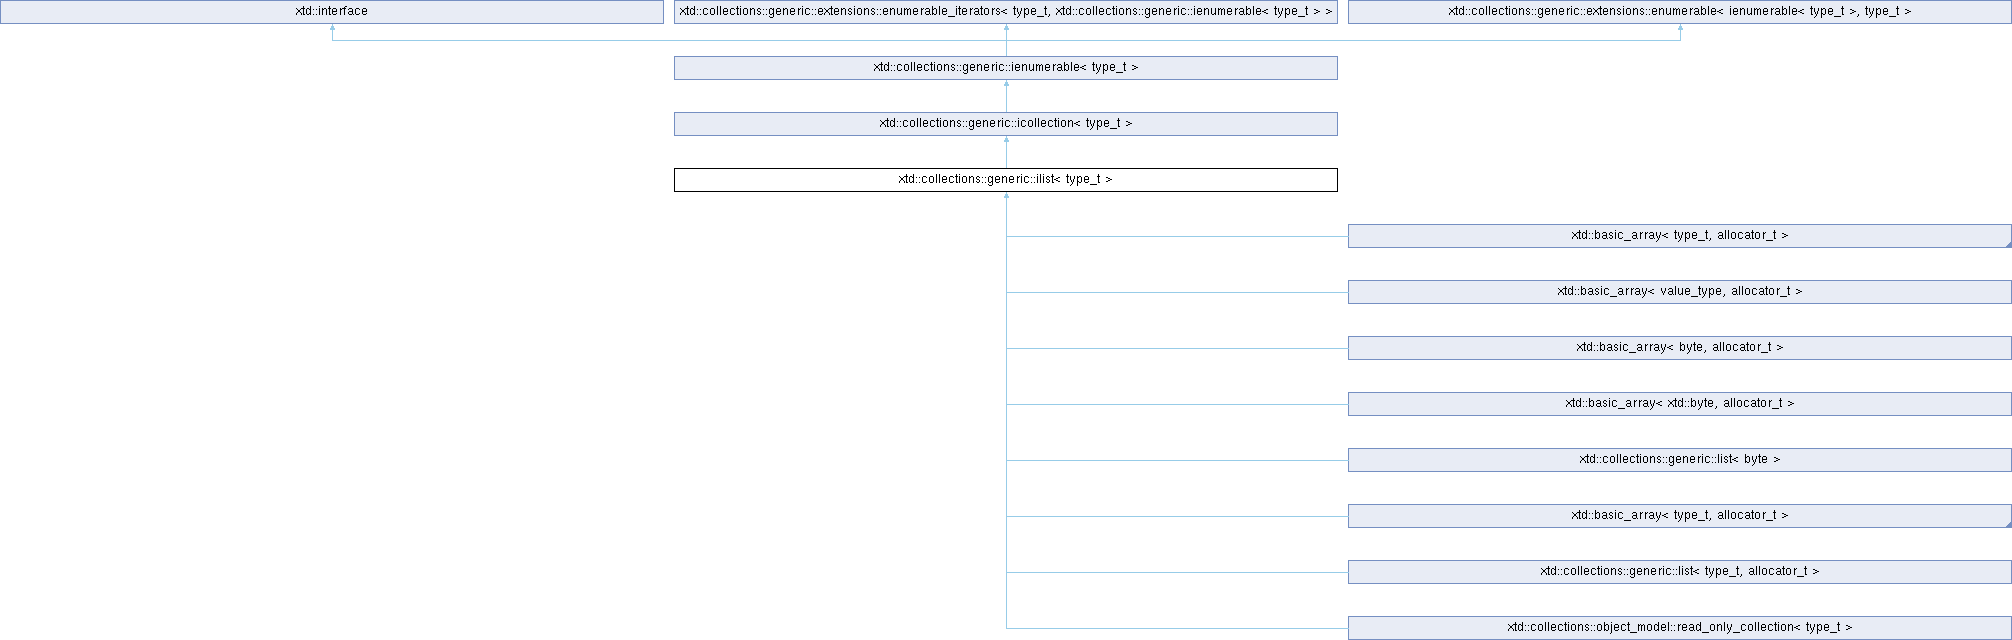 xtd::interface
xtd::collections::generic::extensions::enumerable_iterators< type_t, xtd::collections::generic::ienumerable< type_t > >
xtd::collections::generic::extensions::enumerable< ienumerable< type_t >, type_t >
xtd::collections::generic::ienumerable< type_t >
xtd::collections::generic::icollection< type_t >
xtd::collections::generic::ilist< type_t >
xtd::basic_array< type_t, allocator_t >
xtd::basic_array< value_type, allocator_t >
xtd::basic_array< byte, allocator_t >
xtd::basic_array< xtd::byte, allocator_t >
xtd::collections::generic::list< byte >
xtd::basic_array< type_t, allocator_t >
xtd::collections::generic::list< type_t, allocator_t >
xtd::collections::object_model::read_only_collection< type_t >